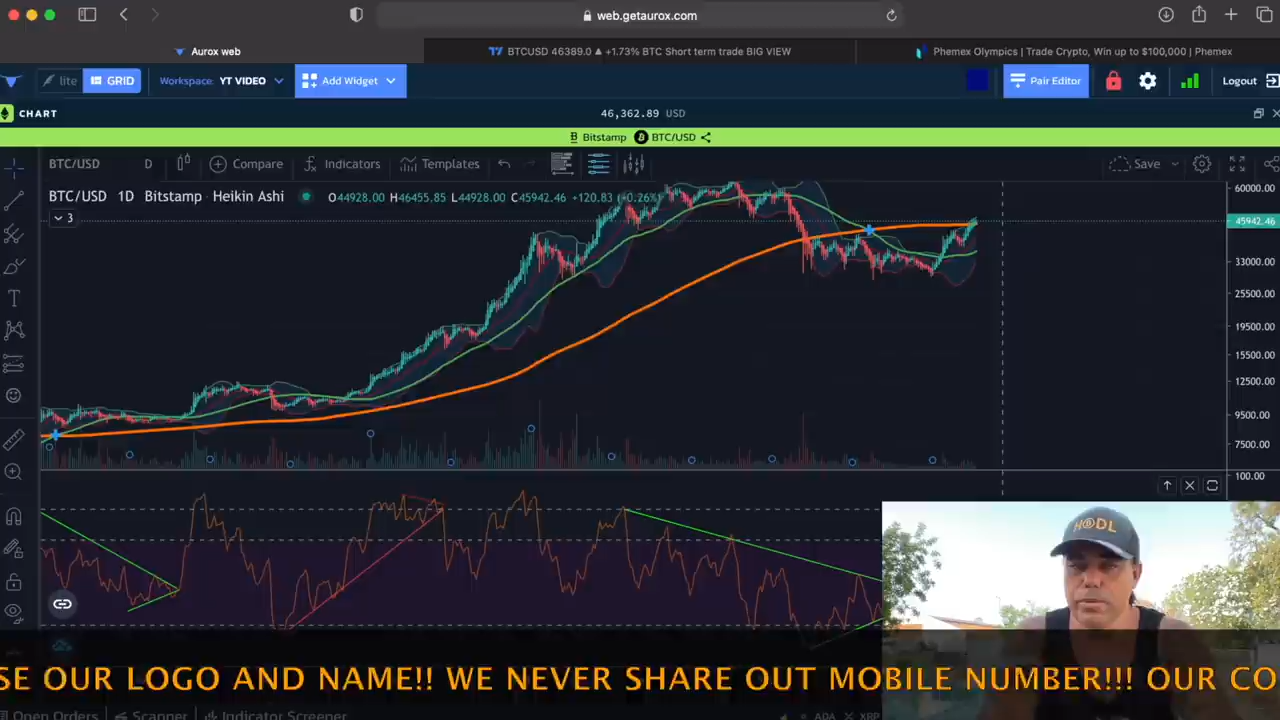 web.getaurox.com
Aurox web
BTCUSD 46389.0 ▲ +1.73% BTC Short term trade BIG VIEW
Phemex Olympics | Trade Crypto, Win up to $100,000 | Phemex
lite
GRID
Workspace: YT VIDEO
Add Widget
Pair Editor
Logout
CHART
46,362.89 USD
Bitstamp BTC/USD
BTC/USD D Compare Indicators Templates Save
BTC/USD 1D Bitstamp Heikin Ashi O44928.00 H46455.85 L44928.00 C45942.46 +120.83 (+0.26%)
3
60000.00
45942.46
33000.00
25500.00
19500.00
15500.00
12500.00
9500.00
7500.00
100.00
HODL
SE OUR LOGO AND NAME!! WE NEVER SHARE OUT MOBILE NUMBER!!! OUR CO
Open Orders Scanner Indicator Screener
ADA XRP